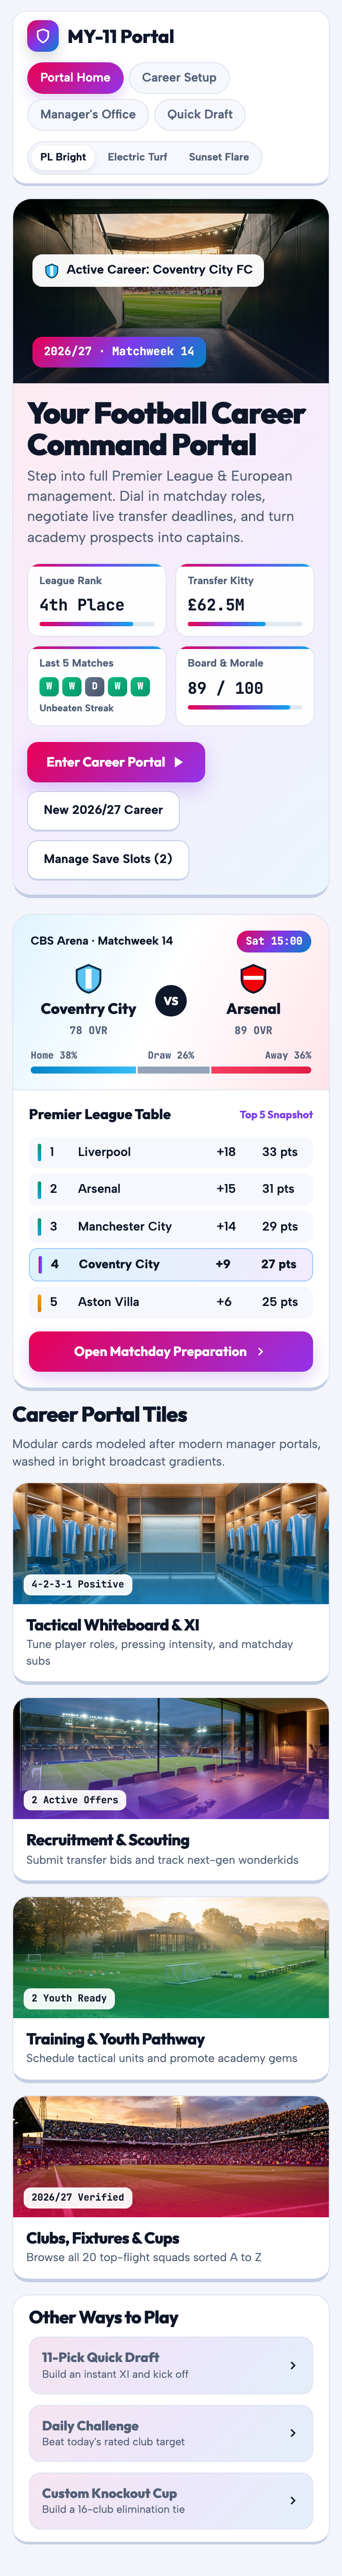 MY-11 Portal
Portal Home
Career Setup
Manager's Office
Quick Draft
PL Bright
Electric Turf
Sunset Flare
Active Career: Coventry City FC
2026/27 · Matchweek 14
Your Football Career
Command Portal
Step into full Premier League & European
management. Dial in matchday roles,
negotiate live transfer deadlines, and turn
academy prospects into captains.
League Rank
4th Place
Transfer Kitty
£62.5M
Last 5 Matches
W W D W W
Unbeaten Streak
Board & Morale
89 / 100
Enter Career Portal
New 2026/27 Career
Manage Save Slots (2)
CBS Arena · Matchweek 14
Sat 15:00
Coventry City
78 OVR
VS
Arsenal
89 OVR
Home 38%
Draw 26%
Away 36%
Premier League Table
Top 5 Snapshot
1 Liverpool +18 33 pts
2 Arsenal +15 31 pts
3 Manchester City +14 29 pts
4 Coventry City +9 27 pts
5 Aston Villa +6 25 pts
Open Matchday Preparation
Career Portal Tiles
Modular cards modeled after modern manager portals,
washed in bright broadcast gradients.
4-2-3-1 Positive
Tactical Whiteboard & XI
Tune player roles, pressing intensity, and matchday
subs
2 Active Offers
Recruitment & Scouting
Submit transfer bids and track next-gen wonderkids
2 Youth Ready
Training & Youth Pathway
Schedule tactical units and promote academy gems
2026/27 Verified
Clubs, Fixtures & Cups
Browse all 20 top-flight squads sorted A to Z
Other Ways to Play
11-Pick Quick Draft
Build an instant XI and kick off
Daily Challenge
Beat today's rated club target
Custom Knockout Cup
Build a 16-club elimination tie